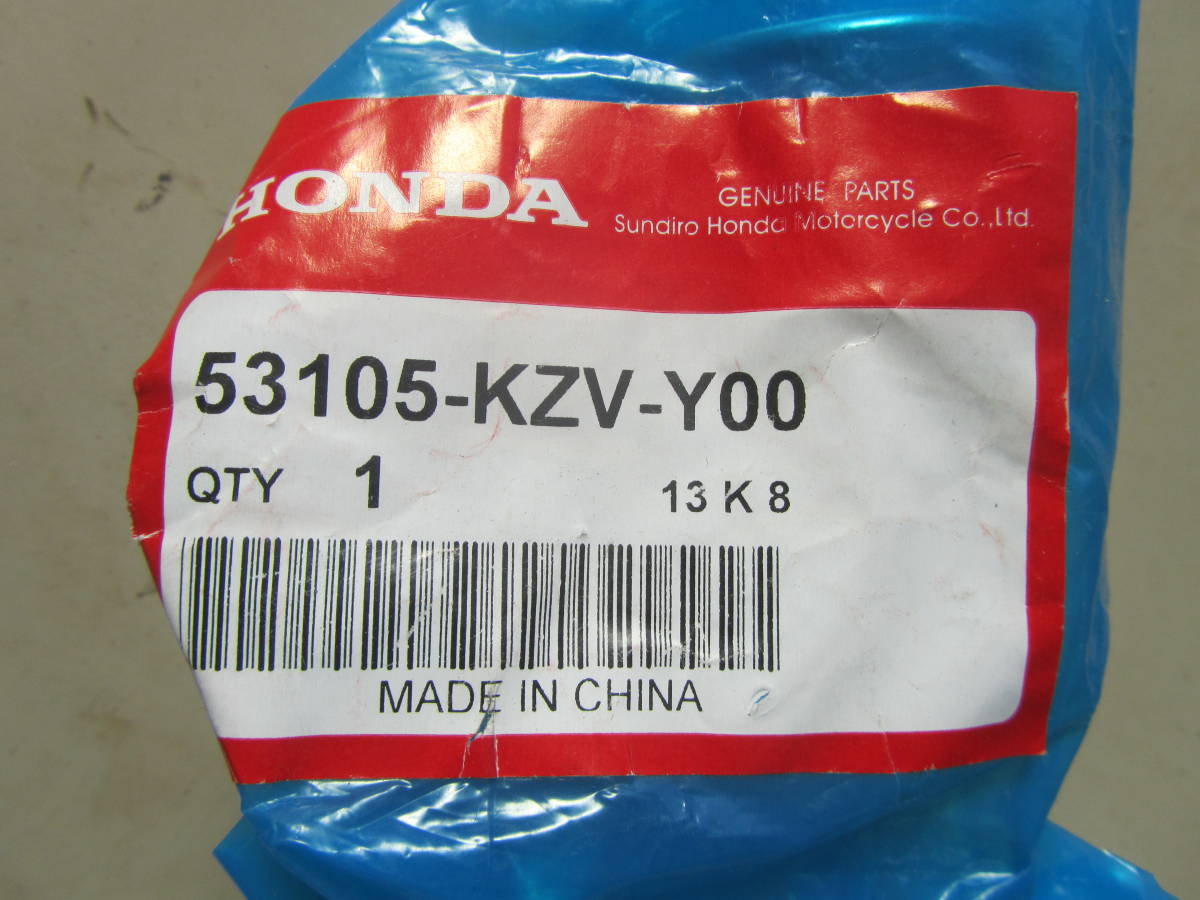 HONDA
GENUINE PARTS
Sundiro Honda Motorcycle Co.,Ltd.
53105-KZV-Y00
QTY 1 13 K 8
MADE IN CHINA